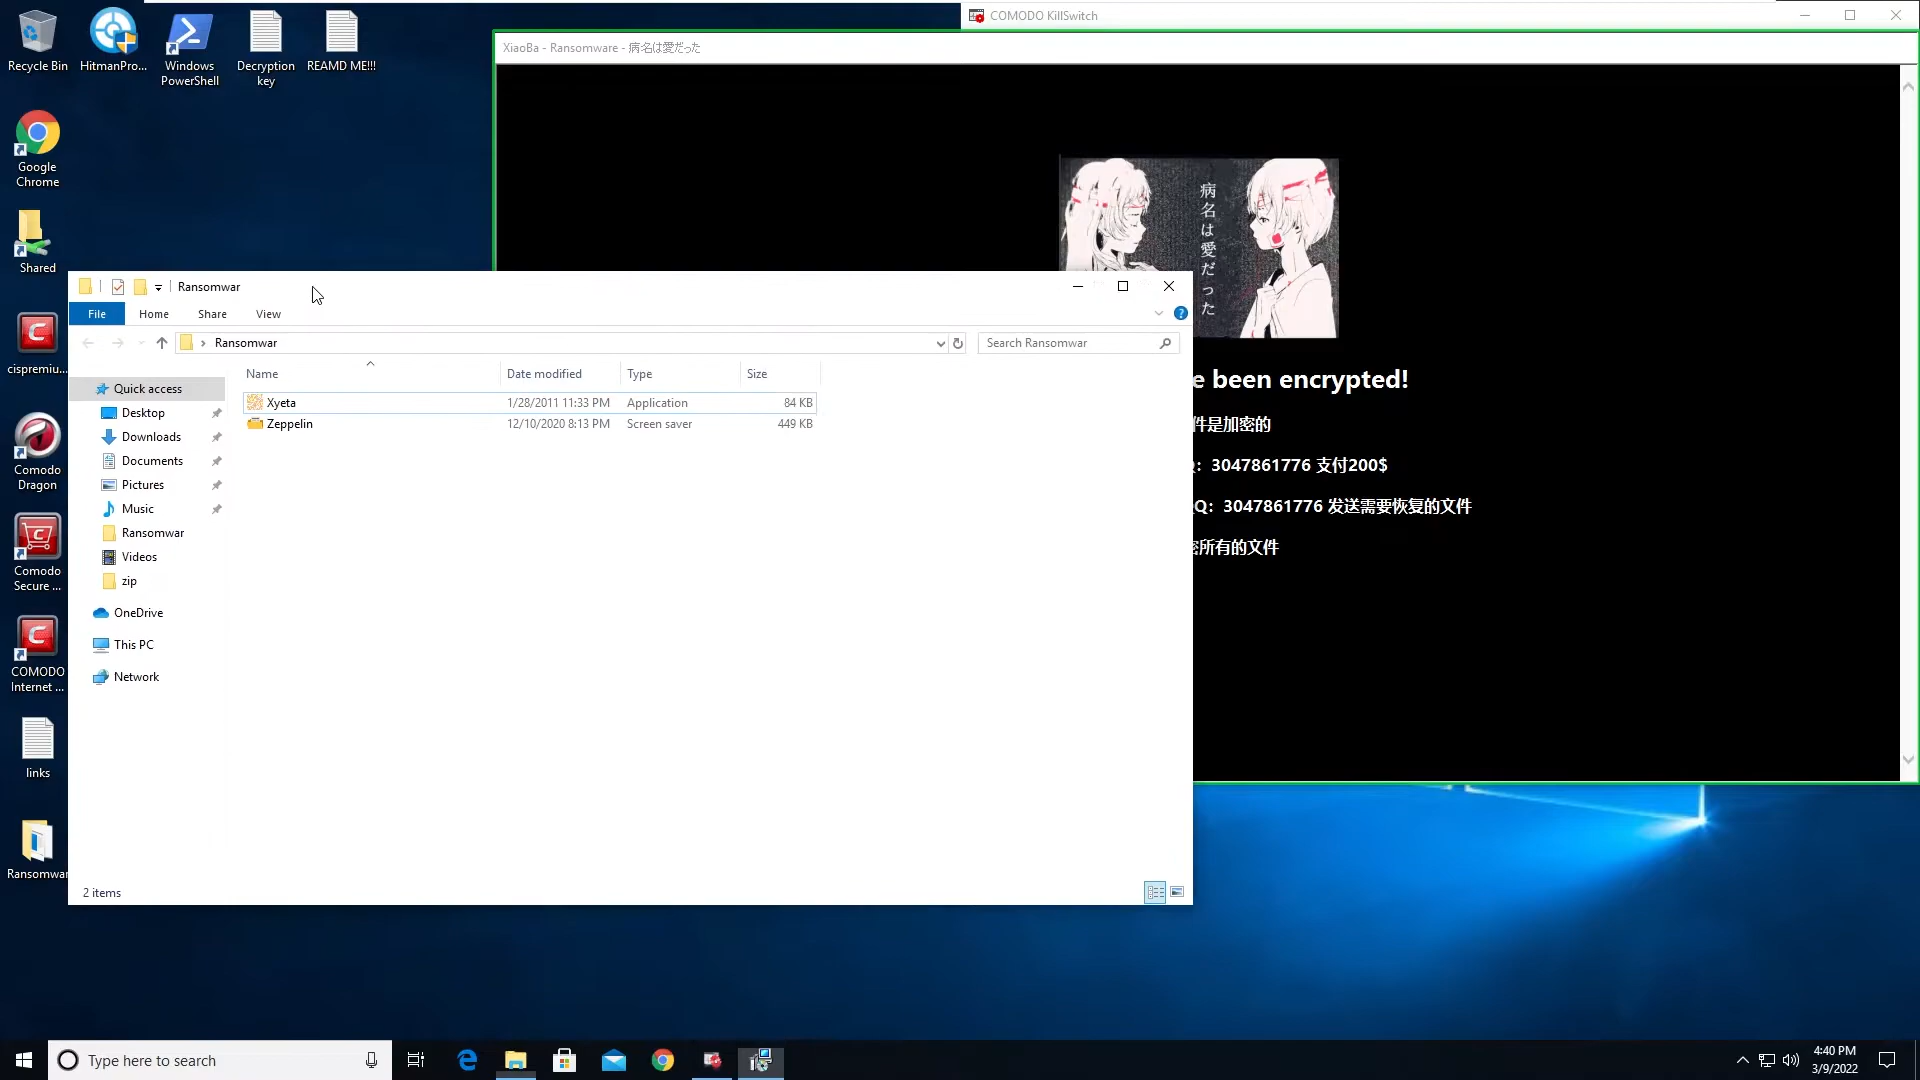 Recycle Bin
HitmanPro...
Windows
PowerShell
Decryption
key
REAMD ME!!!
Google
Chrome
Shared
cispremiu...
Comodo
Dragon
Comodo
Secure ...
COMODO
Internet ...
links
Ransomwar
COMODO KillSwitch
XiaoBa - Ransomware - 病名は愛だった
病名は愛だった
e been encrypted!
件是加密的
: 3047861776 支付200$
Q: 3047861776 发送需要恢复的文件
密所有的文件
Ransomwar
File
Home
Share
View
Ransomwar
Search Ransomwar
Name
Date modified
Type
Size
Xyeta 1/28/2011 11:33 PM Application 84 KB
Zeppelin 12/10/2020 8:13 PM Screen saver 449 KB
Quick access
Desktop
Downloads
Documents
Pictures
Music
Ransomwar
Videos
zip
OneDrive
This PC
Network
2 items
Type here to search
4:40 PM
3/9/2022